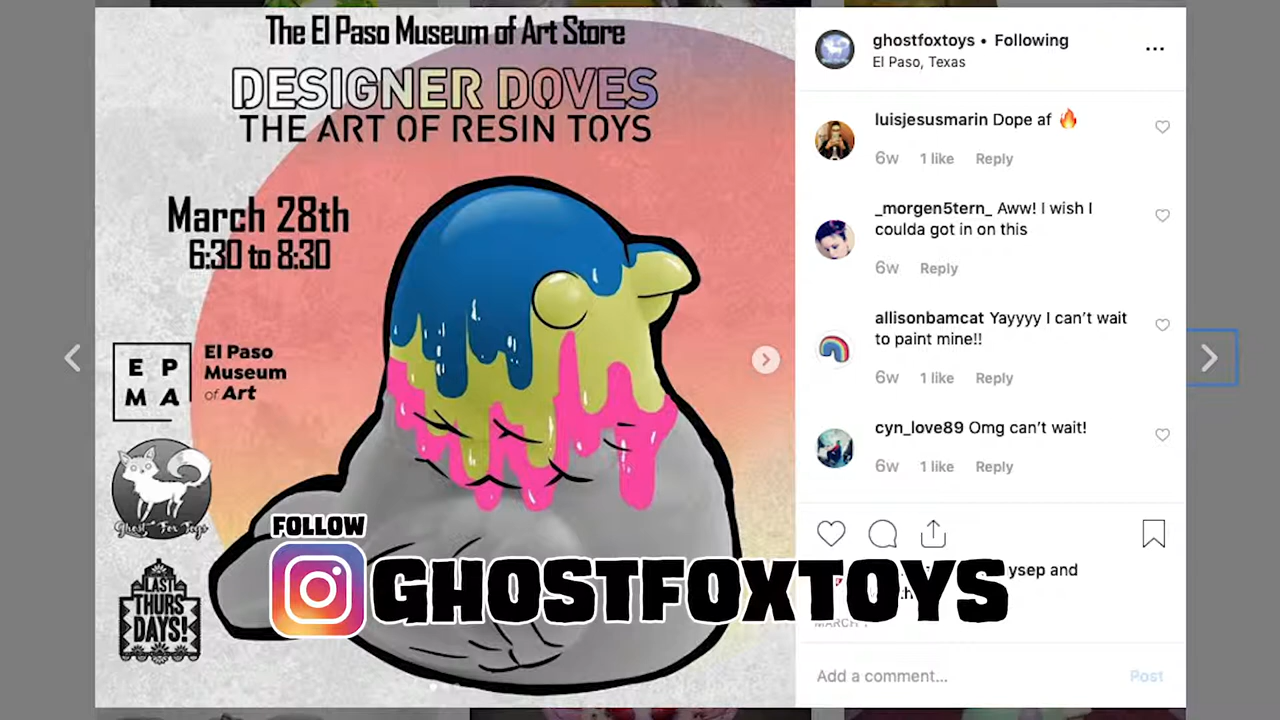 The El Paso Museum of Art Store
DESIGNER DOVES
THE ART OF RESIN TOYS
March 28th
6:30 to 8:30
E P
M A
El Paso
Museum
of Art
Ghost Fox Toys
LAST
THURS
DAYS!
FOLLOW
GHOSTFOXTOYS
ghostfoxtoys • Following
El Paso, Texas
luisjesusmarin Dope af 🔥
6w 1 like Reply
_morgen5tern_ Aww! I wish I
coulda got in on this
6w Reply
allisonbamcat Yayyyy I can't wait
to paint mine!!
6w 1 like Reply
cyn_love89 Omg can't wait!
6w 1 like Reply
ysep and
MARCH
Add a comment...
Post